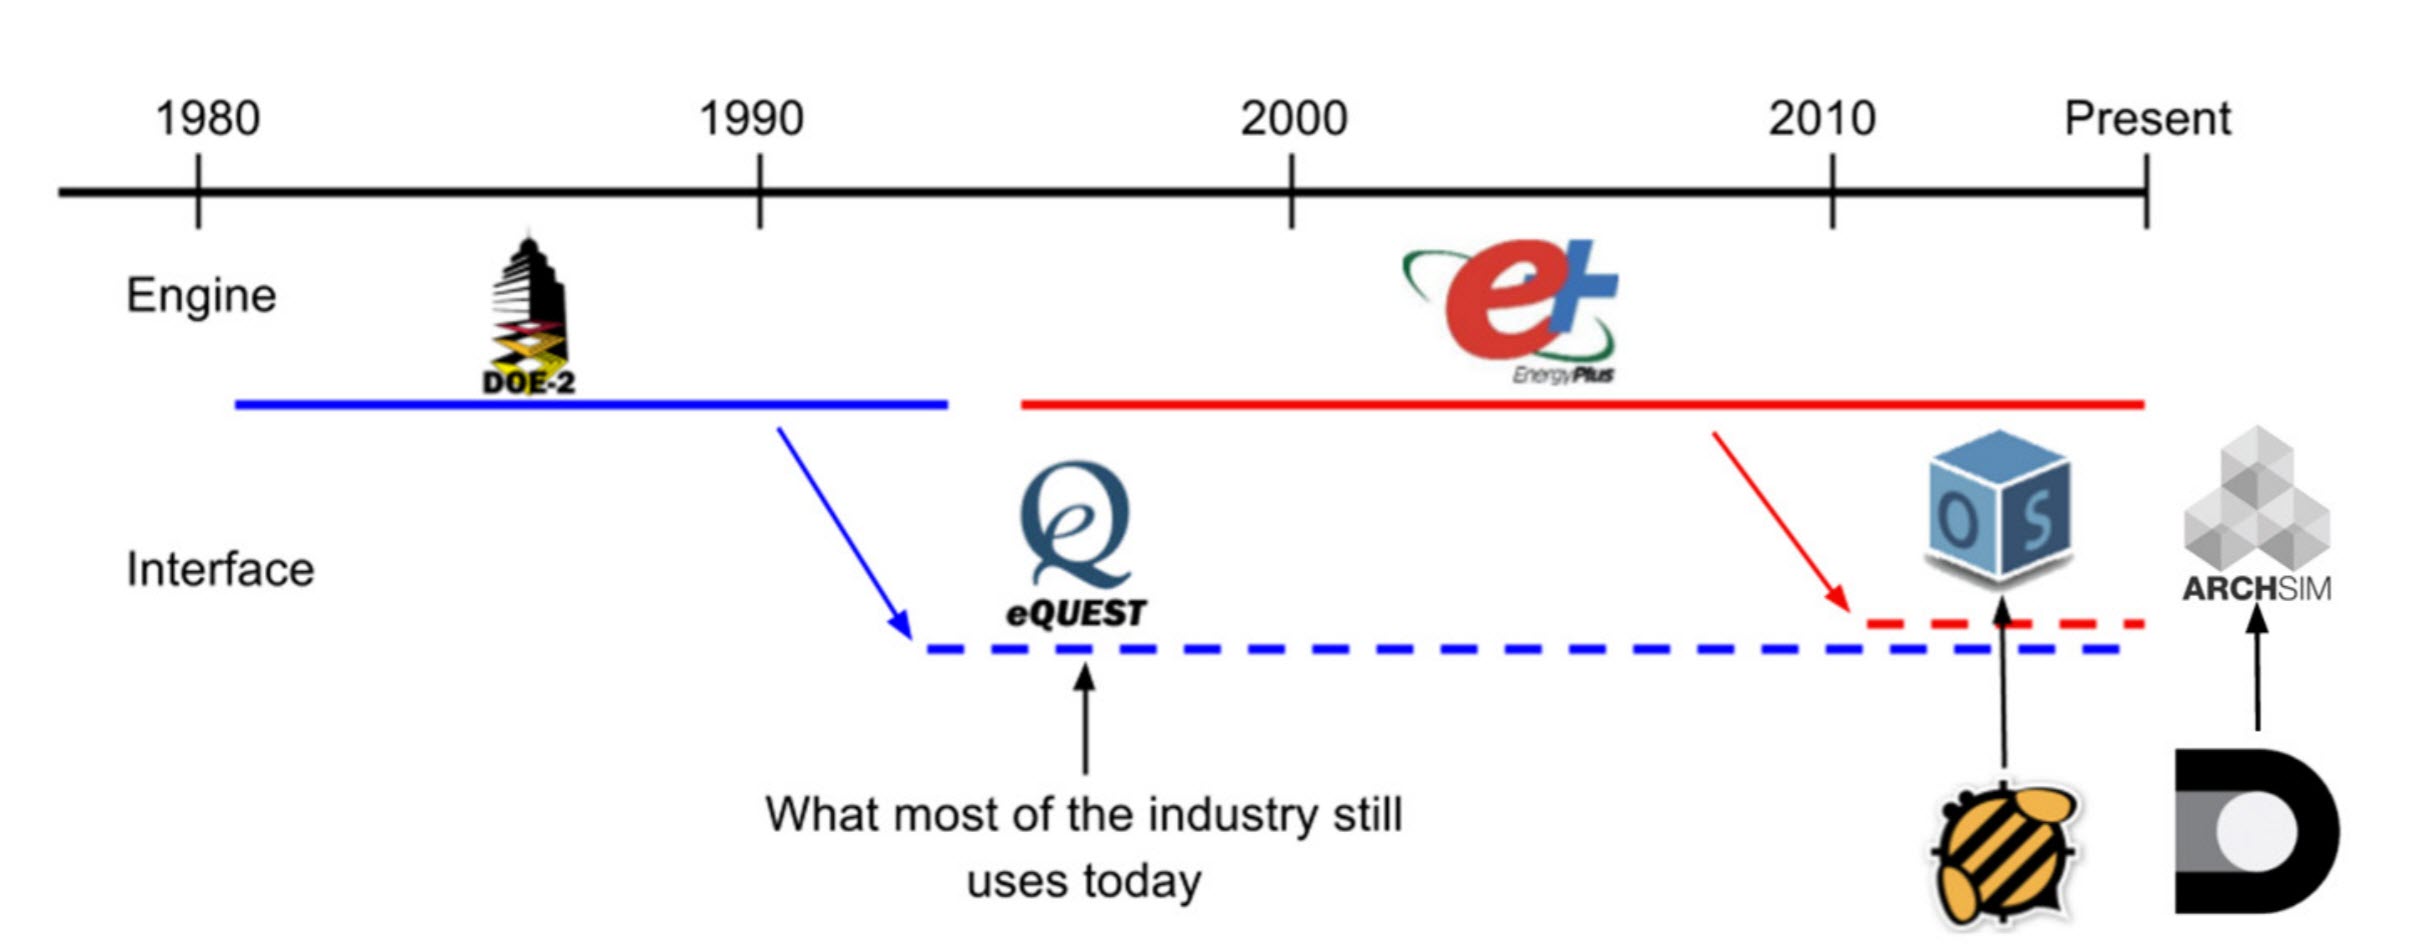 1980 1990 2000 2010 Present
Engine
DOE-2
e+
EnergyPlus
Interface
Qe
eQUEST
O S
ARCHSIM
What most of the industry still
uses today